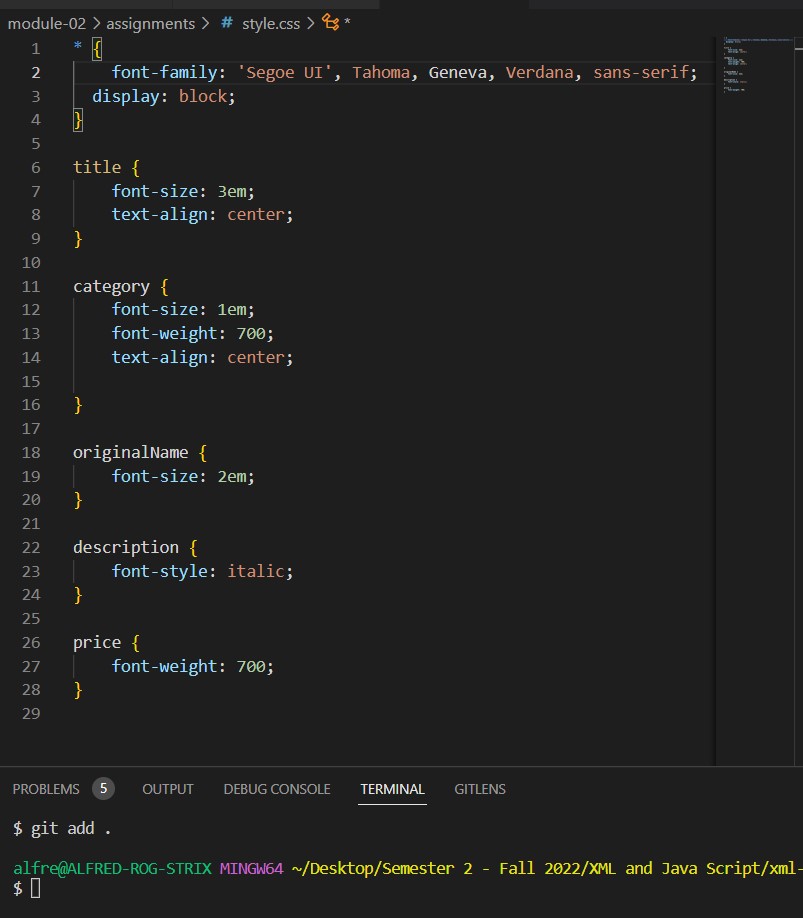 module-02 > assignments > # style.css > *
1 * {
2 font-family: 'Segoe UI', Tahoma, Geneva, Verdana, sans-serif;
3 display: block;
4 }
5
6 title {
7 font-size: 3em;
8 text-align: center;
9 }
10
11 category {
12 font-size: 1em;
13 font-weight: 700;
14 text-align: center;
15
16 }
17
18 originalName {
19 font-size: 2em;
20 }
21
22 description {
23 font-style: italic;
24 }
25
26 price {
27 font-weight: 700;
28 }
29
PROBLEMS 5 OUTPUT DEBUG CONSOLE TERMINAL GITLENS
$ git add .
alfre@ALFRED-ROG-STRIX MINGW64 ~/Desktop/Semester 2 - Fall 2022/XML and Java Script/xml-
$